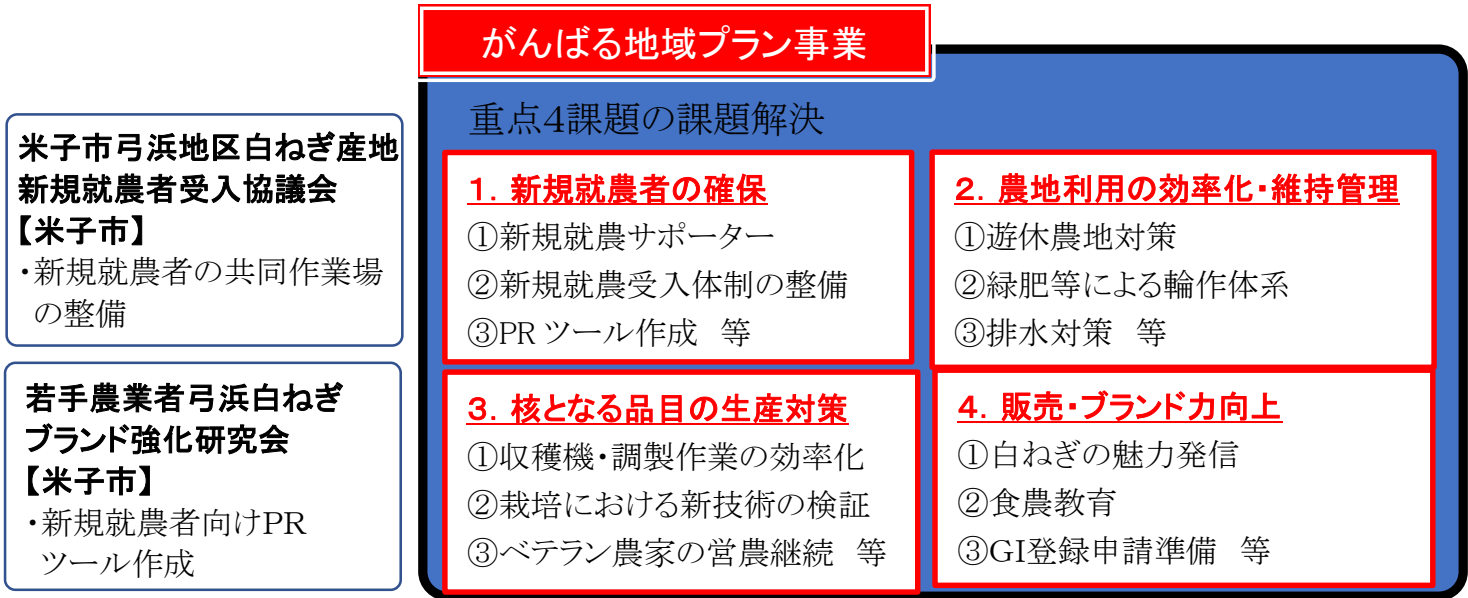 がんばる地域プラン事業
重点4課題の課題解決
米子市弓浜地区白ねぎ産地
新規就農者受入協議会
【米子市】
・新規就農者の共同作業場
の整備
若手農業者弓浜白ねぎ
ブランド強化研究会
【米子市】
・新規就農者向けPR
ツール作成
1．新規就農者の確保
①新規就農サポーター
②新規就農受入体制の整備
③PRツール作成　等
2．農地利用の効率化・維持管理
①遊休農地対策
②緑肥等による輪作体系
③排水対策　等
3．核となる品目の生産対策
①収穫機・調製作業の効率化
②栽培における新技術の検証
③ベテラン農家の営農継続　等
4．販売・ブランド力向上
①白ねぎの魅力発信
②食農教育
③GI登録申請準備　等